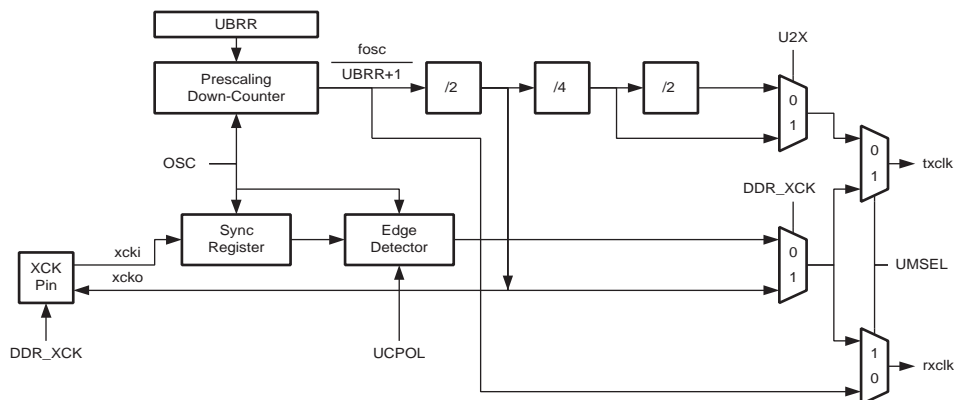 UBRR
fosc
UBRR+1
U2X
Prescaling
Down-Counter
/2
/4
/2
0
1
OSC
0
1
txclk
DDR_XCK
Sync
Register
Edge
Detector
xcki
0
1
XCK
Pin
xcko
UMSEL
DDR_XCK
UCPOL
1
0
rxclk